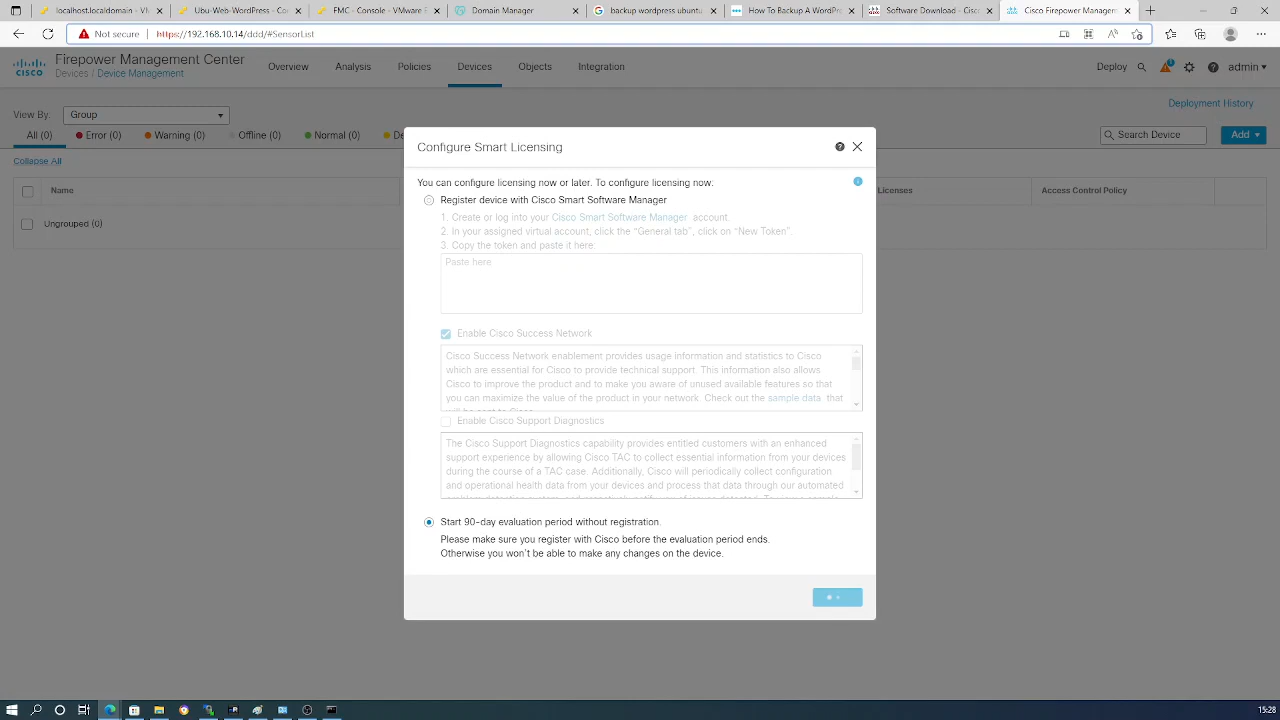 localhost.localdomain - VI
Ubu-Web-WordPress - Cons
FMC - Console - VMware E
Domain Manager
backup wordpress ubuntu
How To Backup A WordPr
Software Download - Cisc
Cisco Firepower Managem
Not secure https://192.168.10.14/ddd/#SensorList
Firepower Management Center
Devices / Device Management
CISCO
Overview Analysis Policies Devices Objects Integration
Deploy 1 admin
Deployment History
View By: Group
All (0) Error (0) Warning (0) Offline (0) Normal (0) De
Search Device
Add
Collapse All
Name
Licenses
Access Control Policy
Ungrouped (0)
Configure Smart Licensing
You can configure licensing now or later. To configure licensing now:
Register device with Cisco Smart Software Manager
1. Create or log into your Cisco Smart Software Manager account.
2. In your assigned virtual account, click the “General tab”, click on “New Token”.
3. Copy the token and paste it here:
Paste here
Enable Cisco Success Network
Cisco Success Network enablement provides usage information and statistics to Cisco
which are essential for Cisco to provide technical support. This information also allows
Cisco to improve the product and to make you aware of unused available features so that
you can maximize the value of the product in your network. Check out the sample data that
will be sent to Cisco
Enable Cisco Support Diagnostics
The Cisco Support Diagnostics capability provides entitled customers with an enhanced
support experience by allowing Cisco TAC to collect essential information from your devices
during the course of a TAC case. Additionally, Cisco will periodically collect configuration
and operational health data from your devices and process that data through our automated
Start 90-day evaluation period without registration.
Please make sure you register with Cisco before the evaluation period ends.
Otherwise you won't be able to make any changes on the device.
15:28